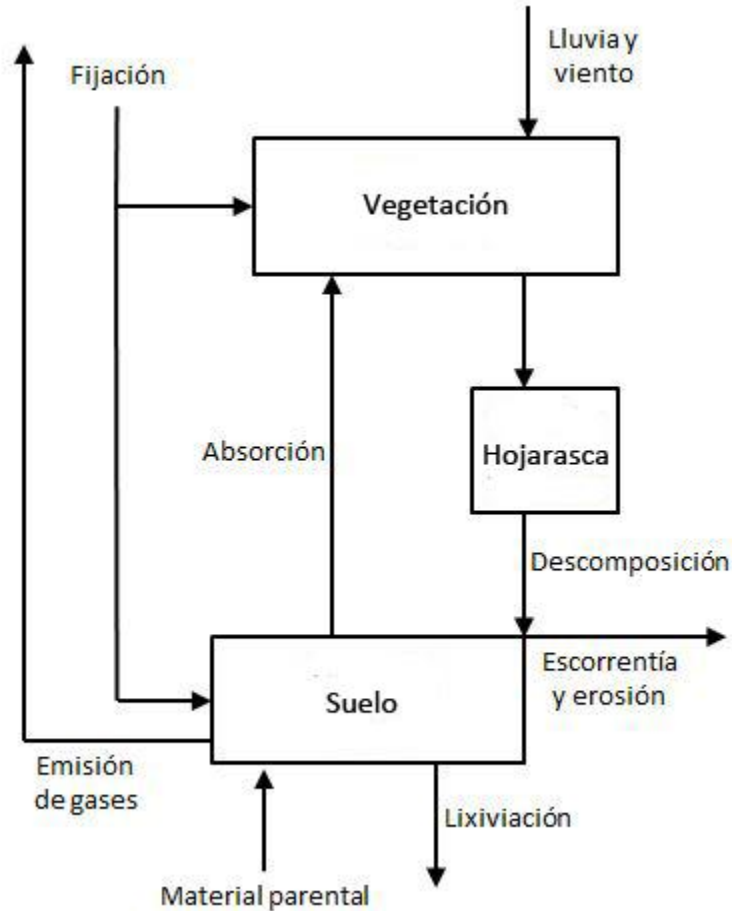 Lluvia y
viento
Fijación
Vegetación
Absorción
Hojarasca
Descomposición
Escorrentía
y erosión
Suelo
Emisión
de gases
Lixiviación
Material parental